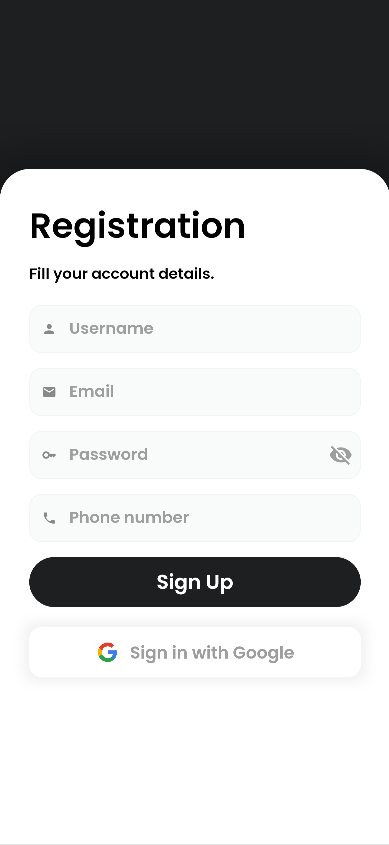 Registration
Fill your account details.
Username
Email
Password
Phone number
Sign Up
Sign in with Google